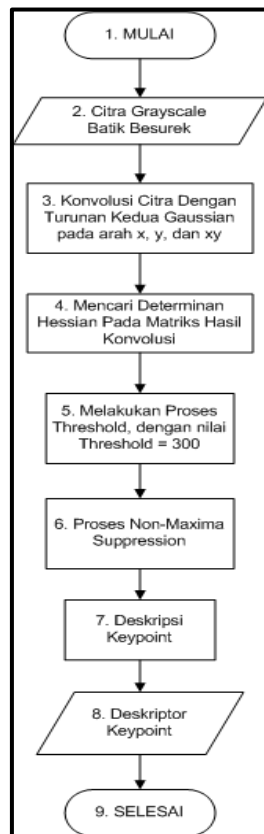 1. MULAI
2. Citra Grayscale
Batik Besurek
3. Konvolusi Citra Dengan
Turunan Kedua Gaussian
pada arah x, y, dan xy
4. Mencari Determinan
Hessian Pada Matriks Hasil
Konvolusi
5. Melakukan Proses
Threshold, dengan nilai
Threshold = 300
6. Proses Non-Maxima
Suppression
7. Deskripsi
Keypoint
8. Deskriptor
Keypoint
9. SELESAI